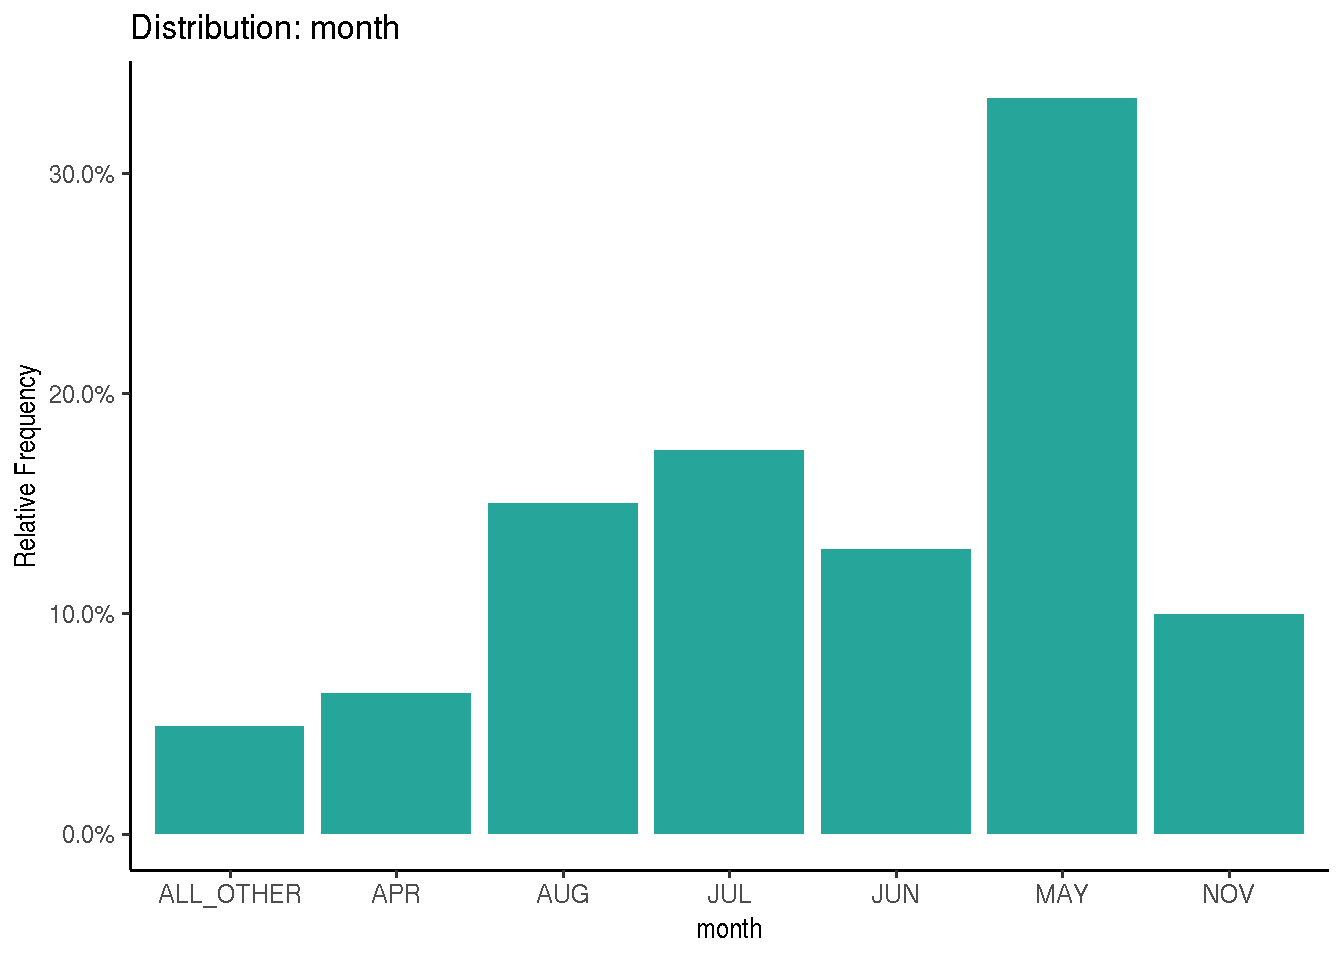 Distribution: month
Relative Frequency
30.0%
20.0%
10.0%
0.0%
ALL_OTHER APR AUG JUL JUN MAY NOV
month